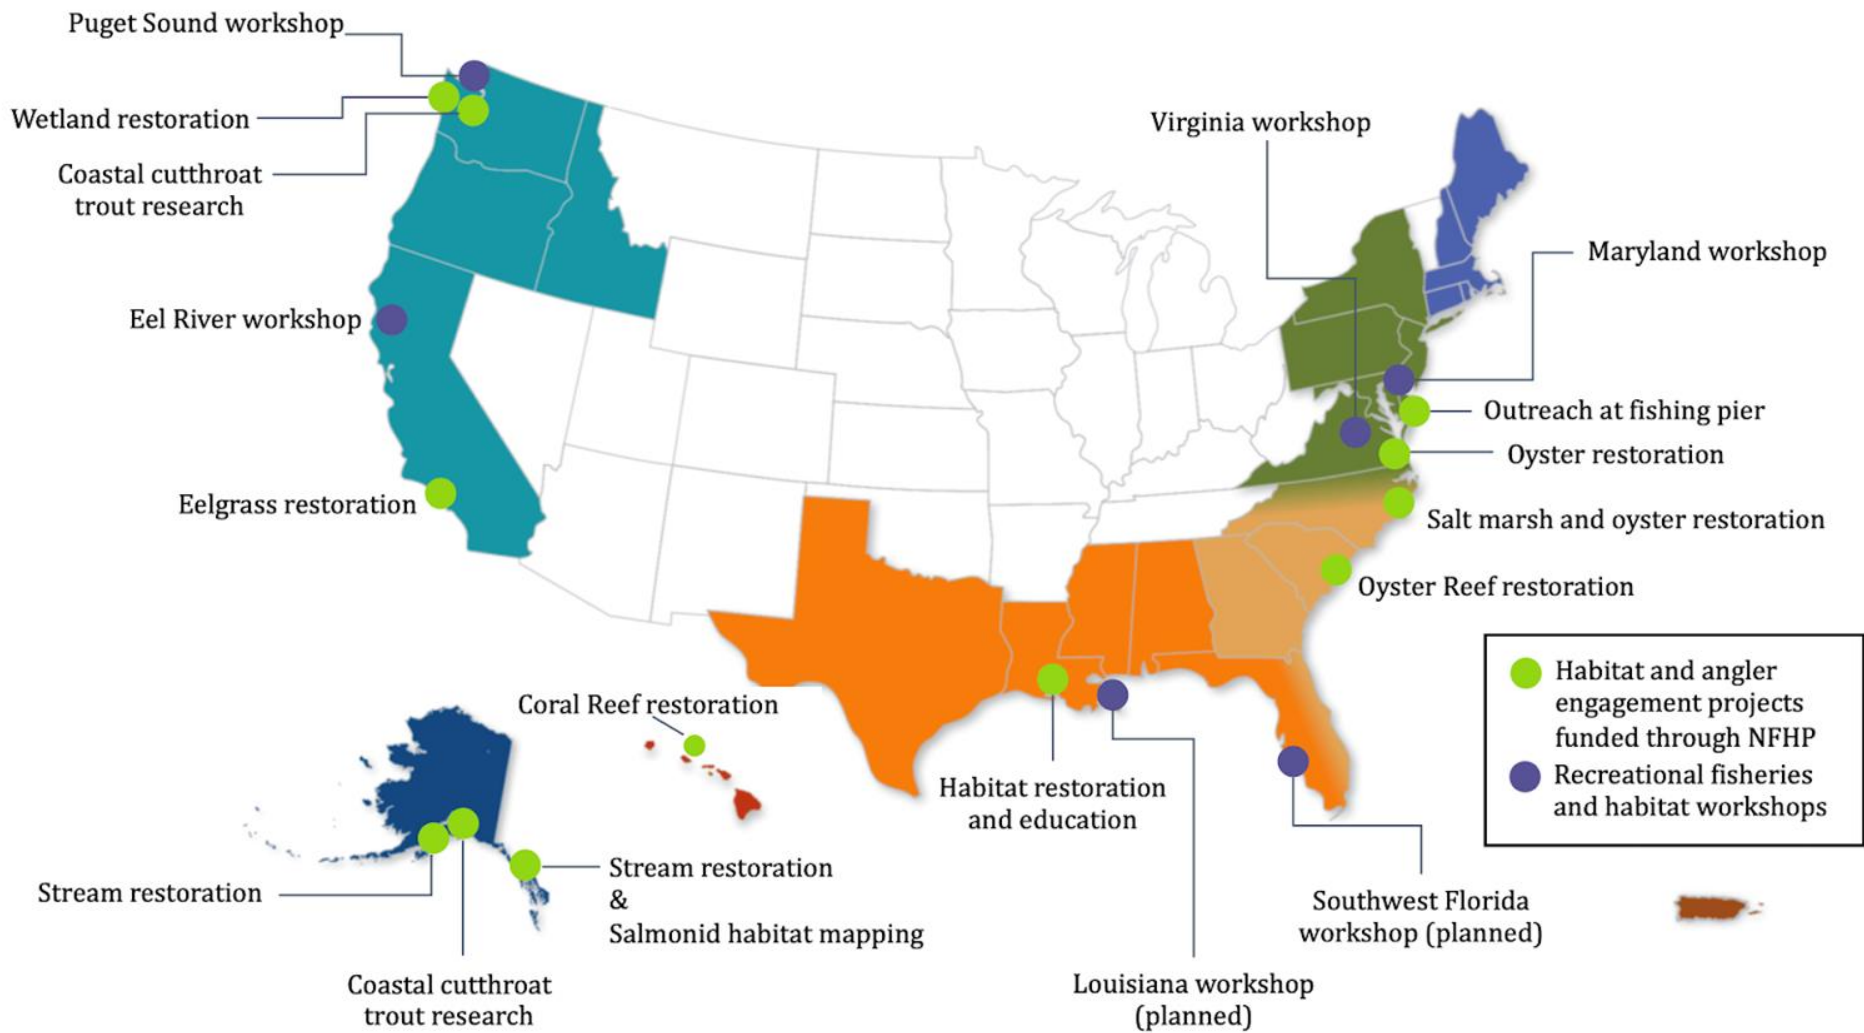 Puget Sound workshop
Wetland restoration
Coastal cutthroat
trout research
Eel River workshop
Eelgrass restoration
Virginia workshop
Maryland workshop
Outreach at fishing pier
Oyster restoration
Salt marsh and oyster restoration
Oyster Reef restoration
Habitat and angler
engagement projects
funded through NFHP
Recreational fisheries
and habitat workshops
Coral Reef restoration
Habitat restoration
and education
Stream restoration
Stream restoration
&
Salmonid habitat mapping
Coastal cutthroat
trout research
Southwest Florida
workshop (planned)
Louisiana workshop
(planned)